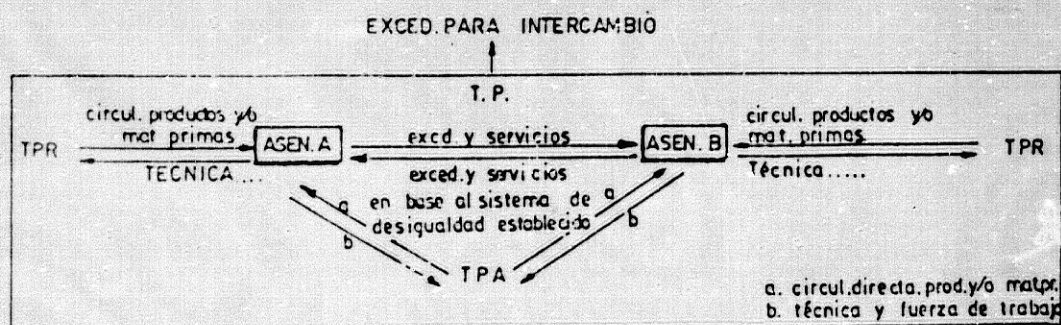 EXCED. PARA INTERCAMBIO
T. P.
circul. productos y/o
mat primas
TPR
ASEN. A
TECNICA ...
exced. y servicios
exced. y servicios
ASEN. B
circul. productos y/o
mat. primas
TPR
Técnica.....
a en base al sistema de a
desigualdad establecido
b
b
TPA
a. circul. directa. prod. y/o mat pr.
b. técnica y fuerza de trabaj